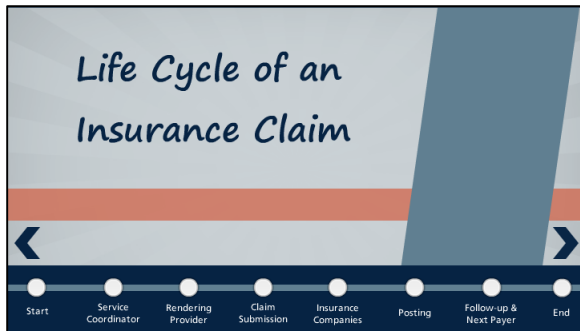 Life Cycle of an
Insurance Claim
Start
Service
Coordinator
Rendering
Provider
Claim
Submission
Insurance
Companies
Posting
Follow-up &
Next Payer
End